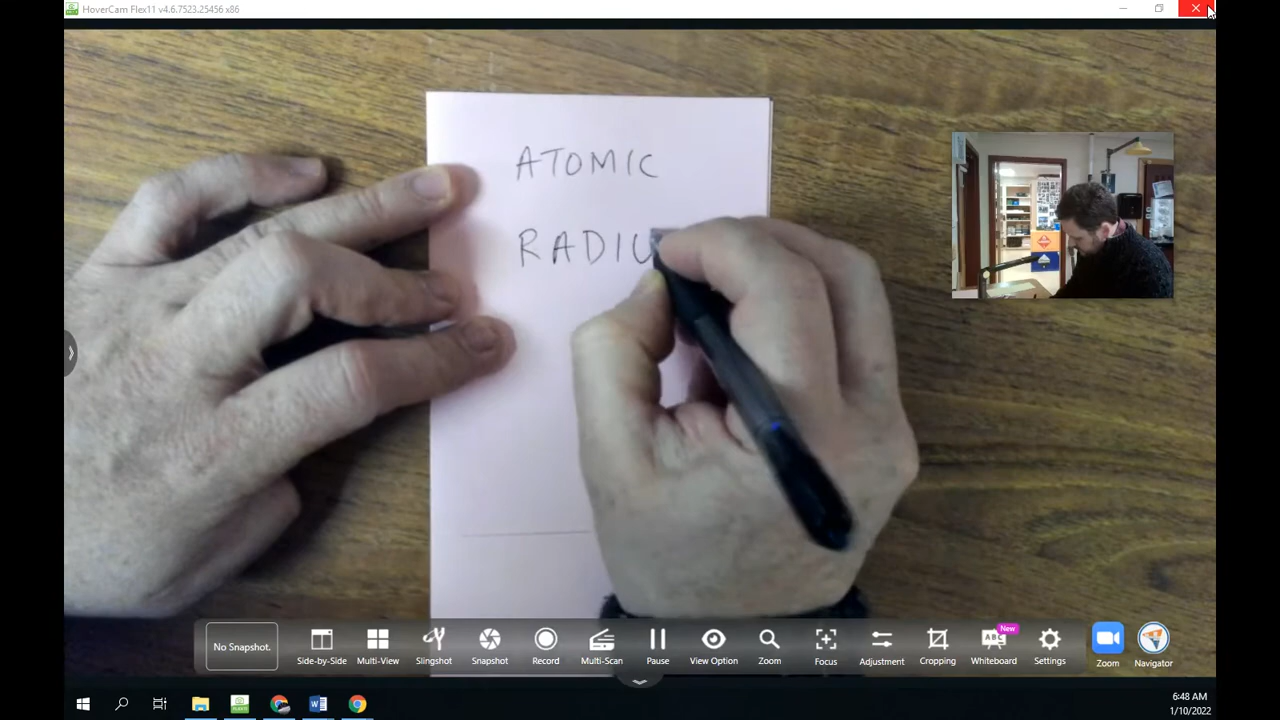 HoverCam Flex11 v4.6.7523.25456 x86
ATOMIC
RADIU
No Snapshot.
Side-by-Side
Multi-View
Slingshot
Snapshot
Record
Multi-Scan
Pause
View Option
Zoom
Focus
Adjustment
Cropping
New
ABC
Whiteboard
Settings
Zoom
Navigator
6:48 AM
1/10/2022